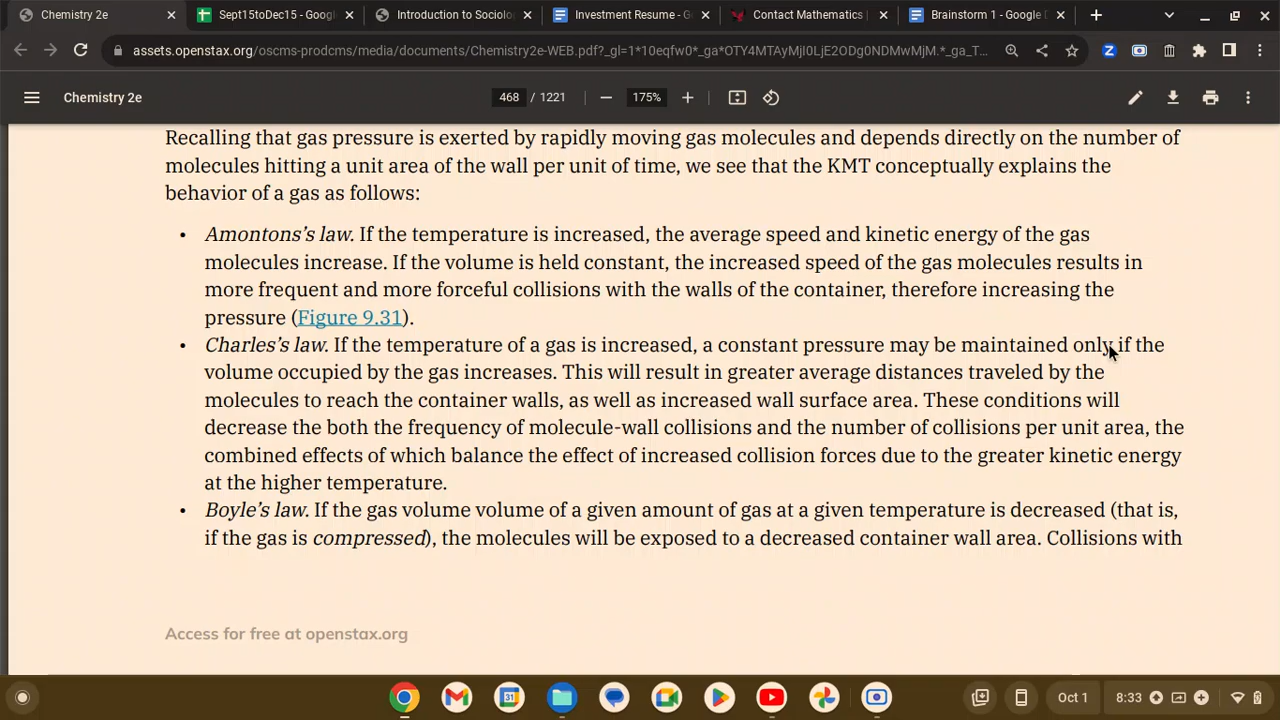 Chemistry 2e
Sept15toDec15 - Googl
Introduction to Sociolo
Investment Resume - G
Contact Mathematics
Brainstorm 1 - Google D
assets.openstax.org/oscms-prodcms/media/documents/Chemistry2e-WEB.pdf?_gl=1*10eqfw0*_ga*OTY4MTAyMjI0LjE2ODg0NDMwMjM.*_ga_T...
Chemistry 2e
468 / 1221
175%
Recalling that gas pressure is exerted by rapidly moving gas molecules and depends directly on the number of
molecules hitting a unit area of the wall per unit of time, we see that the KMT conceptually explains the
behavior of a gas as follows:
• Amontons’s law. If the temperature is increased, the average speed and kinetic energy of the gas
molecules increase. If the volume is held constant, the increased speed of the gas molecules results in
more frequent and more forceful collisions with the walls of the container, therefore increasing the
pressure (Figure 9.31).
• Charles’s law. If the temperature of a gas is increased, a constant pressure may be maintained only if the
volume occupied by the gas increases. This will result in greater average distances traveled by the
molecules to reach the container walls, as well as increased wall surface area. These conditions will
decrease the both the frequency of molecule-wall collisions and the number of collisions per unit area, the
combined effects of which balance the effect of increased collision forces due to the greater kinetic energy
at the higher temperature.
• Boyle’s law. If the gas volume volume of a given amount of gas at a given temperature is decreased (that is,
if the gas is compressed), the molecules will be exposed to a decreased container wall area. Collisions with
Access for free at openstax.org
Oct 1
8:33